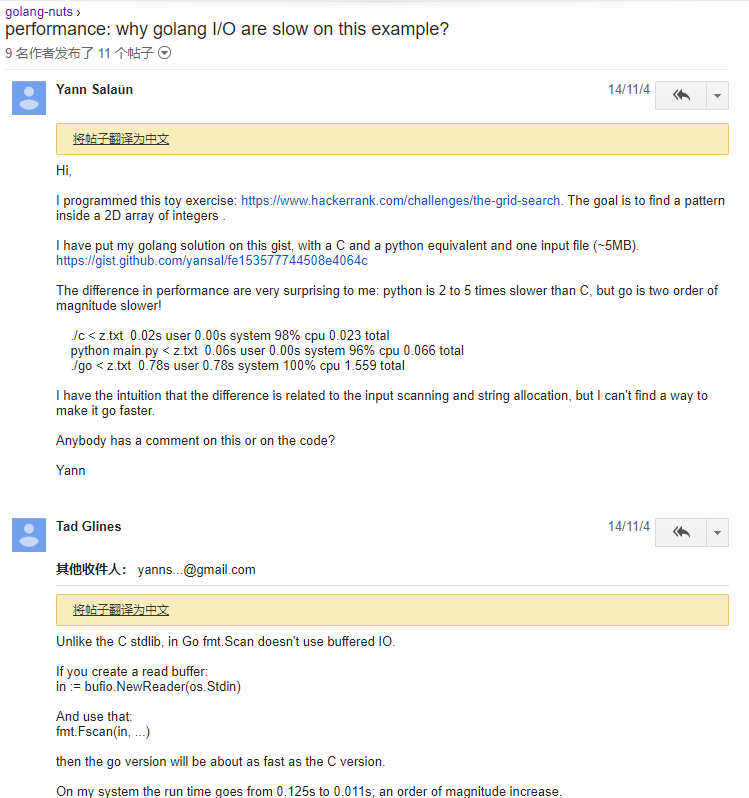 golang-nuts ›
performance: why golang I/O are slow on this example?
9 名作者发布了 11 个帖子
Yann Salaün
14/11/4
将帖子翻译为中文
Hi,
I programmed this toy exercise: https://www.hackerrank.com/challenges/the-grid-search. The goal is to find a pattern
inside a 2D array of integers .
I have put my golang solution on this gist, with a C and a python equivalent and one input file (~5MB).
https://gist.github.com/yansal/fe153577744508e4064c
The difference in performance are very surprising to me: python is 2 to 5 times slower than C, but go is two order of
magnitude slower!
./c < z.txt  0.02s user 0.00s system 98% cpu 0.023 total
python main.py < z.txt  0.06s user 0.00s system 96% cpu 0.066 total
./go < z.txt  0.78s user 0.78s system 100% cpu 1.559 total
I have the intuition that the difference is related to the input scanning and string allocation, but I can't find a way to
make it go faster.
Anybody has a comment on this or on the code?
Yann
Tad Glines
14/11/4
其他收件人： yanns...@gmail.com
将帖子翻译为中文
Unlike the C stdlib, in Go fmt.Scan doesn't use buffered IO.
If you create a read buffer:
in := bufio.NewReader(os.Stdin)
And use that:
fmt.Fscan(in, ...)
then the go version will be about as fast as the C version.
On my system the run time goes from 0.125s to 0.011s; an order of magnitude increase.